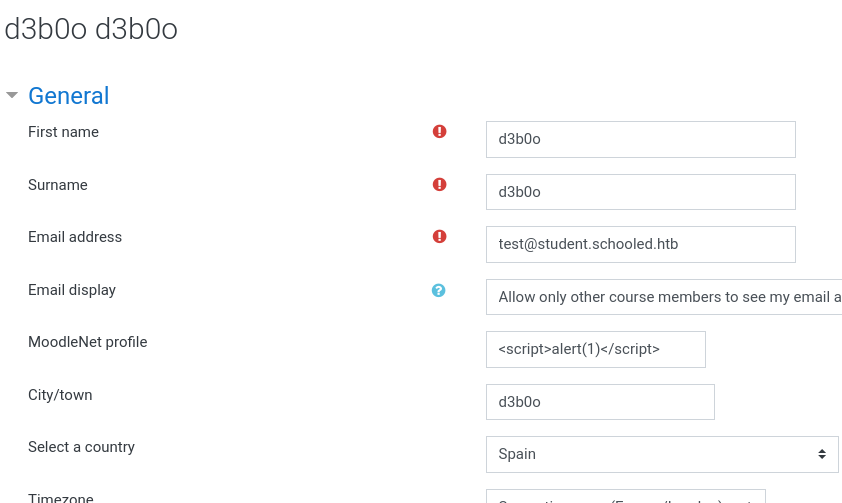 d3b0o d3b0o
General
First name
d3b0o
Surname
d3b0o
Email address
test@student.schooled.htb
Email display
Allow only other course members to see my email a
MoodleNet profile
<script>alert(1)</script>
City/town
d3b0o
Select a country
Spain
Timezone